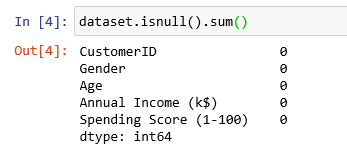 In [4]: dataset.isnull().sum()
Out[4]: CustomerID 0
Gender 0
Age 0
Annual Income (k$) 0
Spending Score (1-100) 0
dtype: int64